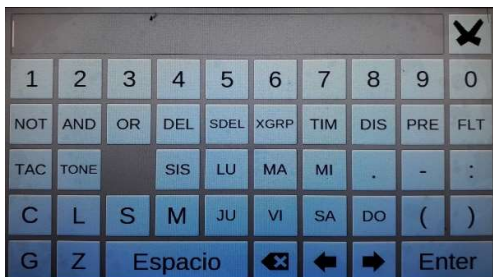 1 2 3 4 5 6 7 8 9 0
NOT AND OR DEL SDEL XGRP TIM DIS PRE FLT
TAC TONE SIS LU MA MI . - :
C L S M JU VI SA DO ( )
G Z Espacio Enter